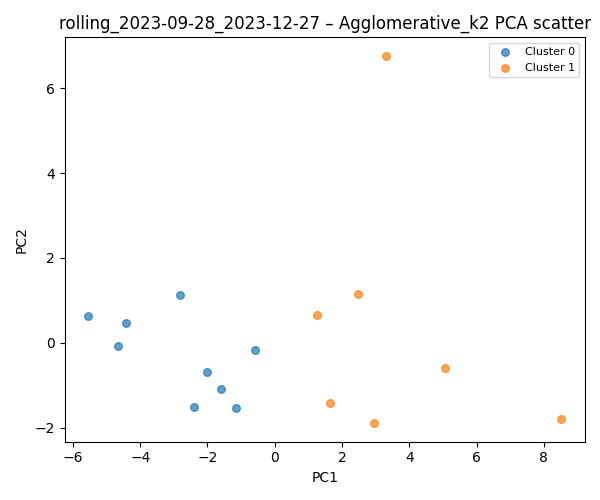 rolling_2023-09-28_2023-12-27 – Agglomerative_k2 PCA scatter
Cluster 0
Cluster 1
6
4
2
0
−2
PC2
−6
−4
−2
0
2
4
6
8
PC1